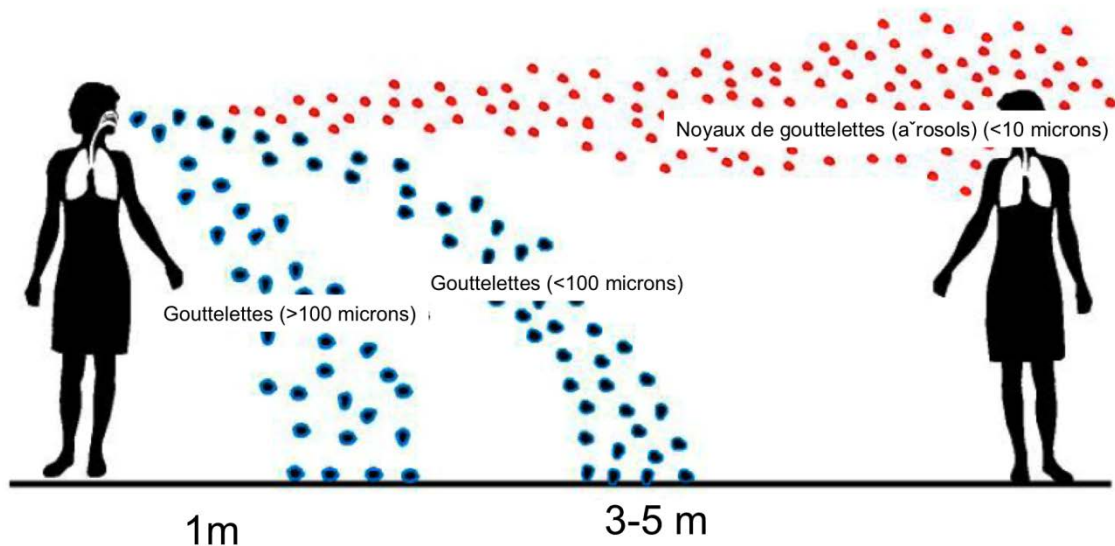 Noyaux de gouttelettes (aˇrosols) (<10 microns)
Gouttelettes (<100 microns)
Gouttelettes (>100 microns)
1m
3-5 m